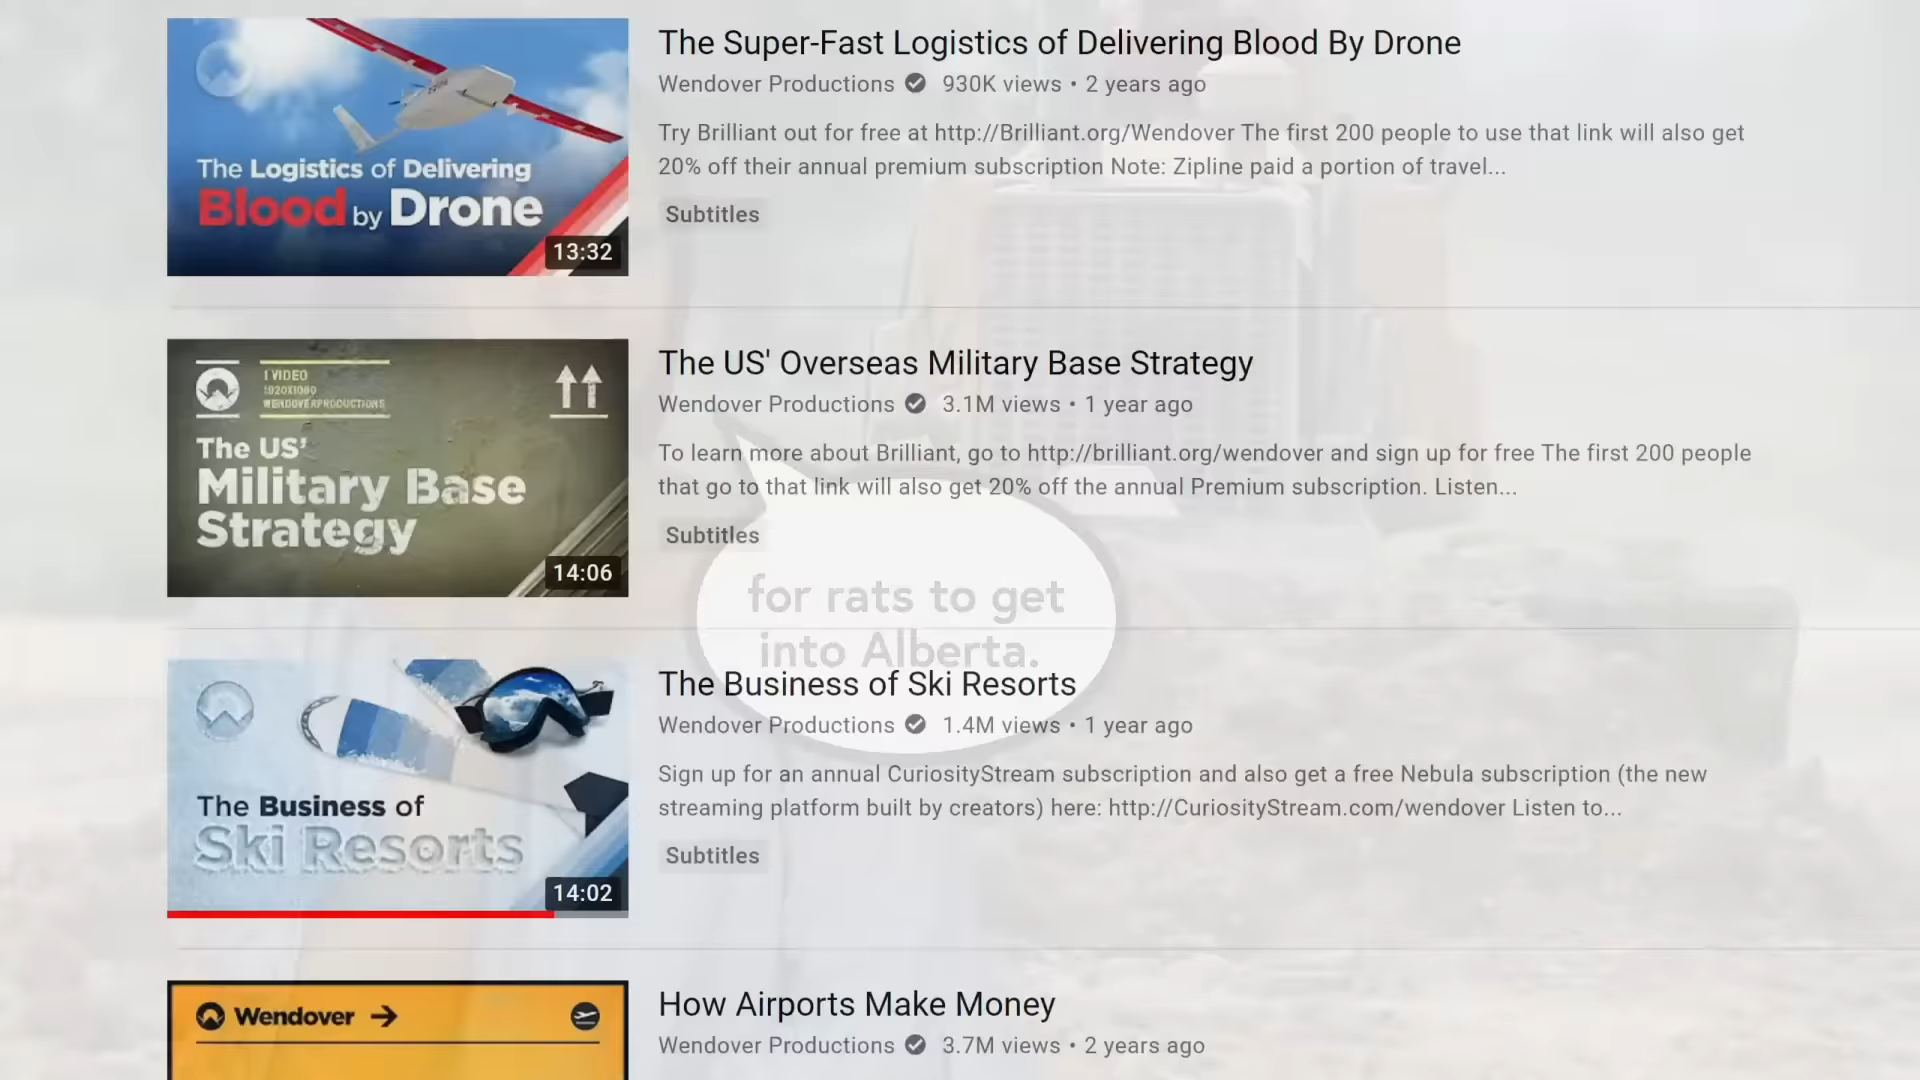 The Super-Fast Logistics of Delivering Blood By Drone
Wendover Productions 930K views • 2 years ago
Try Brilliant out for free at http://Brilliant.org/Wendover The first 200 people to use that link will also get
20% off their annual premium subscription Note: Zipline paid a portion of travel...
Subtitles
The Logistics of Delivering
Blood by Drone
13:32
The US' Overseas Military Base Strategy
Wendover Productions 3.1M views • 1 year ago
To learn more about Brilliant, go to http://brilliant.org/wendover and sign up for free The first 200 people
that go to that link will also get 20% off the annual Premium subscription. Listen...
Subtitles
1 VIDEO
1920X1080
WENDOVERPRODUCTIONS
The US'
Military Base
Strategy
14:06
for rats to get
into Alberta.
The Business of Ski Resorts
Wendover Productions 1.4M views • 1 year ago
Sign up for an annual CuriosityStream subscription and also get a free Nebula subscription (the new
streaming platform built by creators) here: http://CuriosityStream.com/wendover Listen to...
Subtitles
The Business of
Ski Resorts
14:02
How Airports Make Money
Wendover Productions 3.7M views • 2 years ago
Wendover →